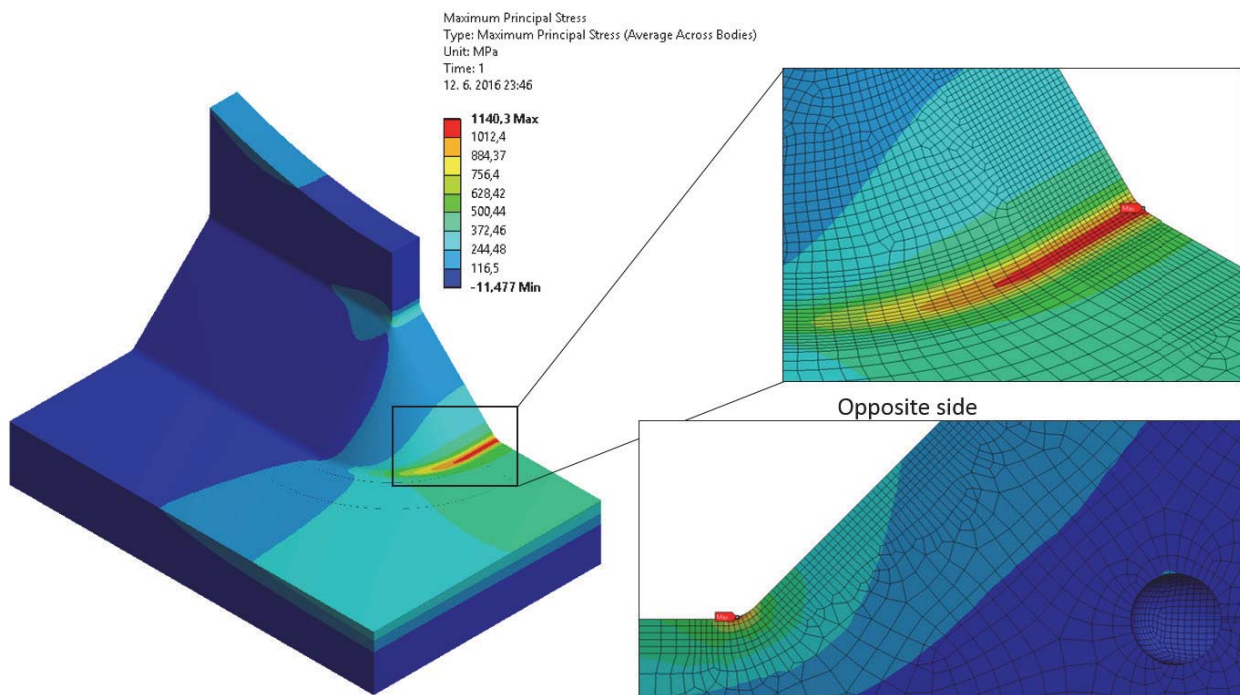 Maximum Principal Stress
Type: Maximum Principal Stress (Average Across Bodies)
Unit: MPa
Time: 1
12. 6. 2016 23:46
1140,3 Max
1012,4
884,37
756,4
628,42
500,44
372,46
244,48
116,5
-11,477 Min
Max
Opposite side
Max